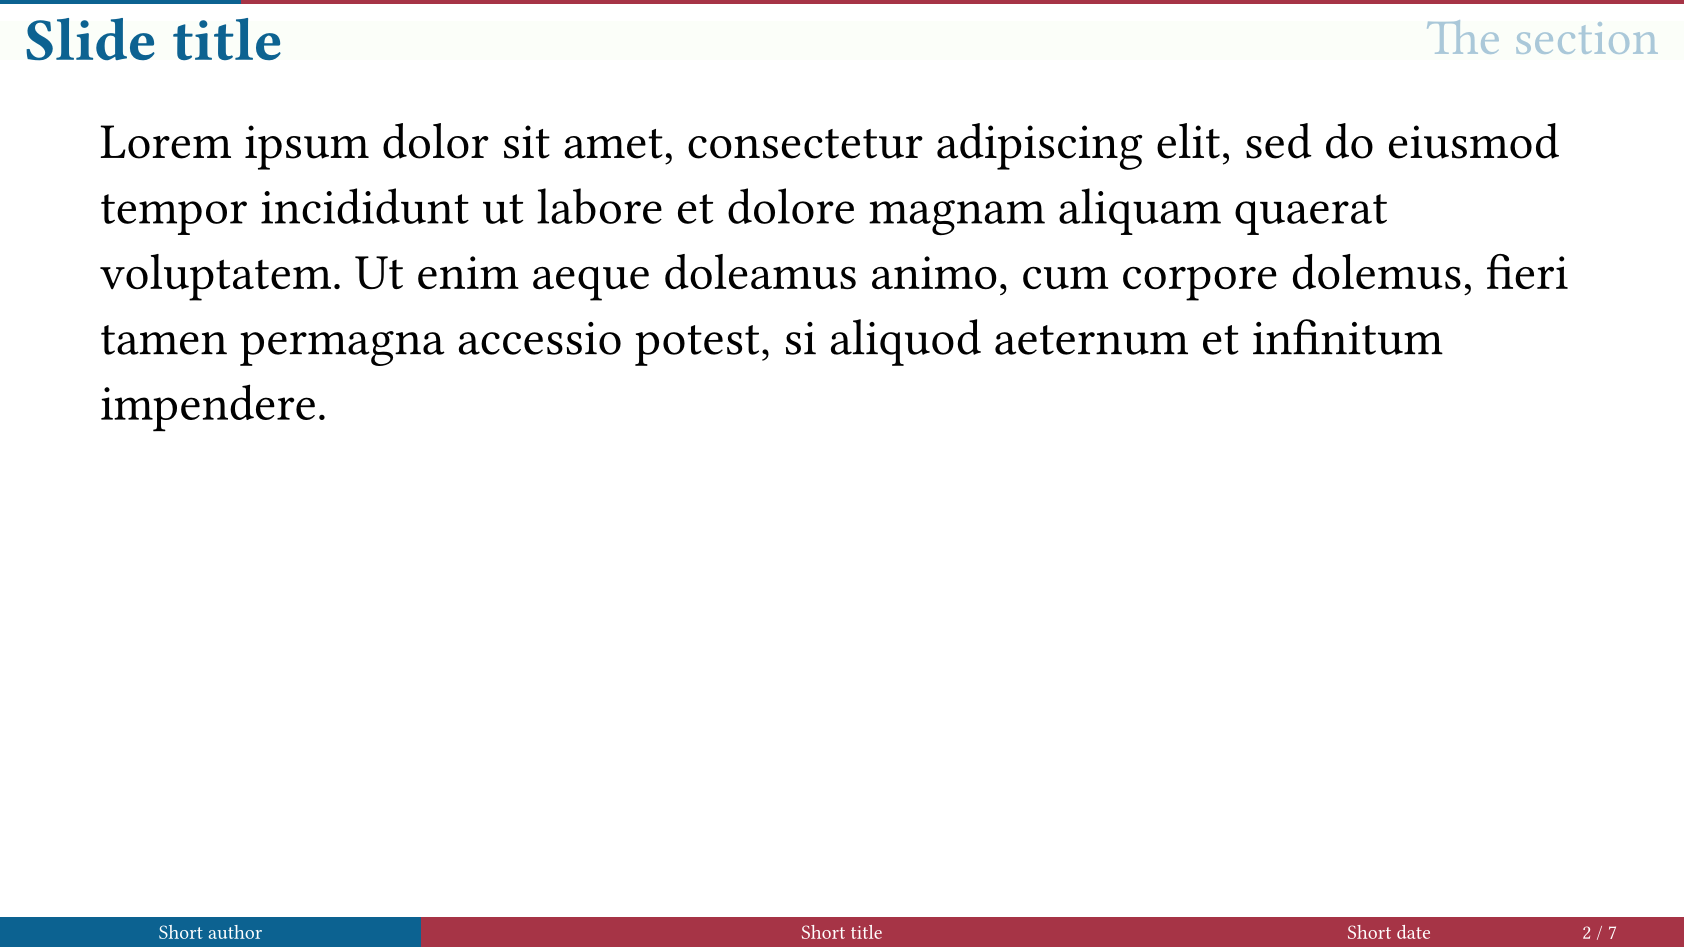 Slide title
The section
Lorem ipsum dolor sit amet, consectetur adipiscing elit, sed do eiusmod
tempor incididunt ut labore et dolore magnam aliquam quaerat
voluptatem. Ut enim aeque doleamus animo, cum corpore dolemus, fieri
tamen permagna accessio potest, si aliquod aeternum et infinitum
impendere.
Short author
Short title
Short date
2 / 7